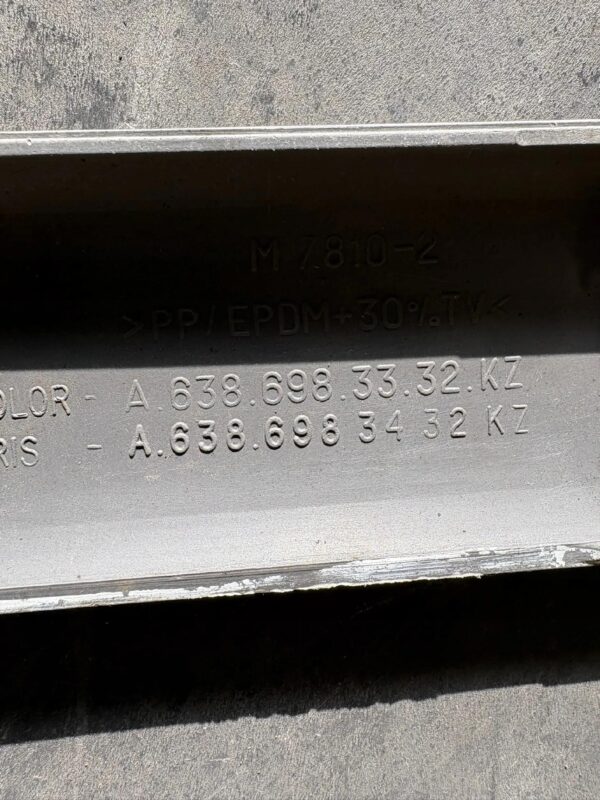 M 7810-2
>PP/EPDM+30%TV<
OLOR - A.638.698.33.32.KZ
RIS - A.638.698 34 32 KZ